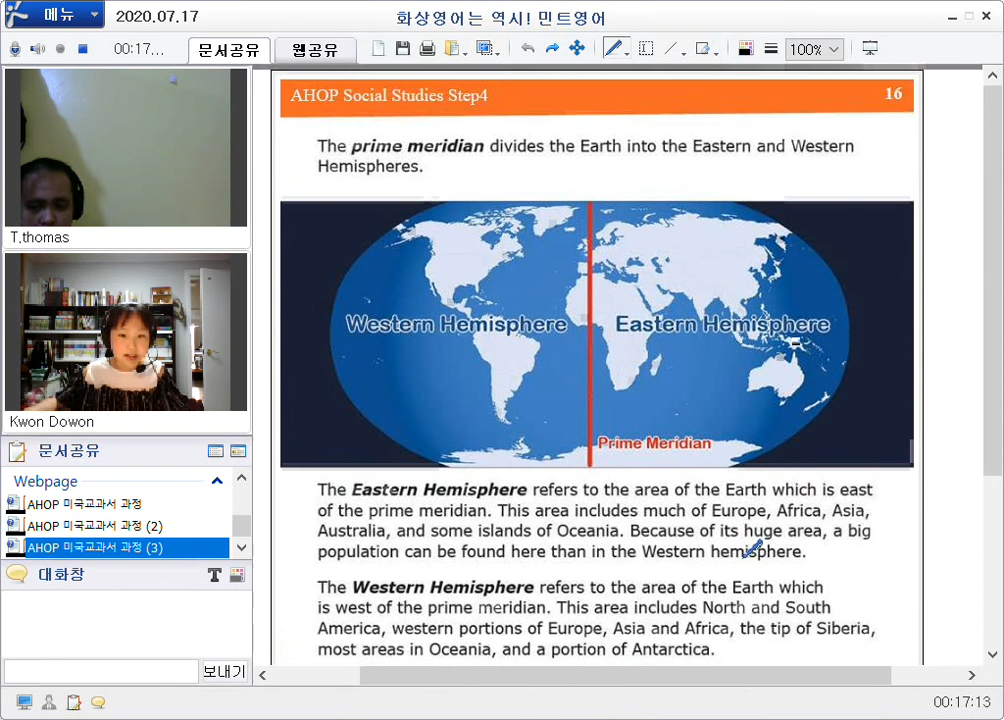 메뉴
2020.07.17
화상영어는 역시! 민트영어
00:17...
문서공유
웹공유
100%
T.thomas
Kwon Dowon
문서공유
Webpage
AHOP 미국교과서 과정
AHOP 미국교과서 과정 (2)
AHOP 미국교과서 과정 (3)
대화창
T
보내기
AHOP Social Studies Step4
16
The prime meridian divides the Earth into the Eastern and Western
Hemispheres.
Western Hemisphere
Eastern Hemisphere
Prime Meridian
The Eastern Hemisphere refers to the area of the Earth which is east
of the prime meridian. This area includes much of Europe, Africa, Asia,
Australia, and some islands of Oceania. Because of its huge area, a big
population can be found here than in the Western hemisphere.
The Western Hemisphere refers to the area of the Earth which
is west of the prime meridian. This area includes North and South
America, western portions of Europe, Asia and Africa, the tip of Siberia,
most areas in Oceania, and a portion of Antarctica.
00:17:13